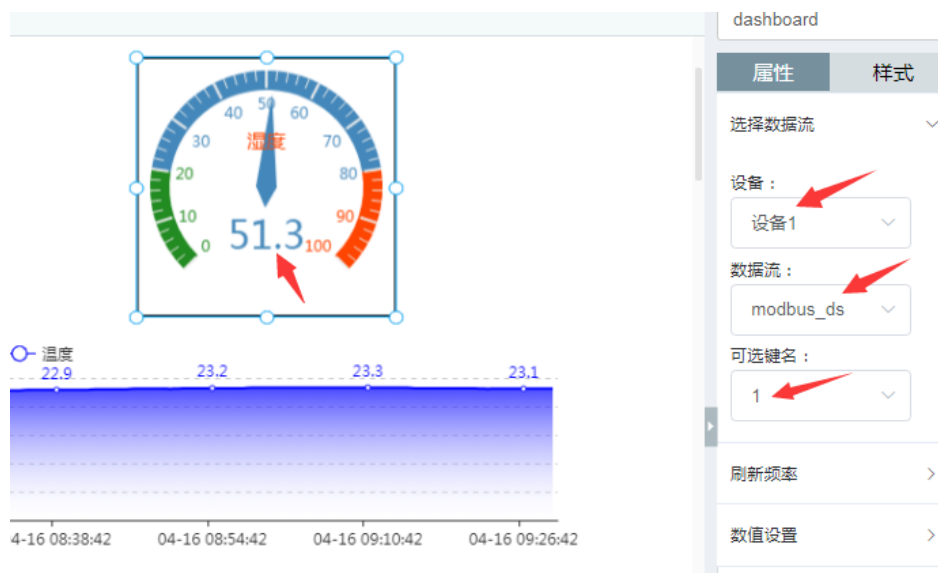 dashboard
属性
样式
选择数据流
设备：
设备1
数据流：
modbus_ds
可选键名：
1
刷新频率
数值设置
50
40
60
湿度
30
70
20
80
10
90
0
51.3
100
温度
22.9
23.2
23.3
23.1
4-16 08:38:42
04-16 08:54:42
04-16 09:10:42
04-16 09:26:42